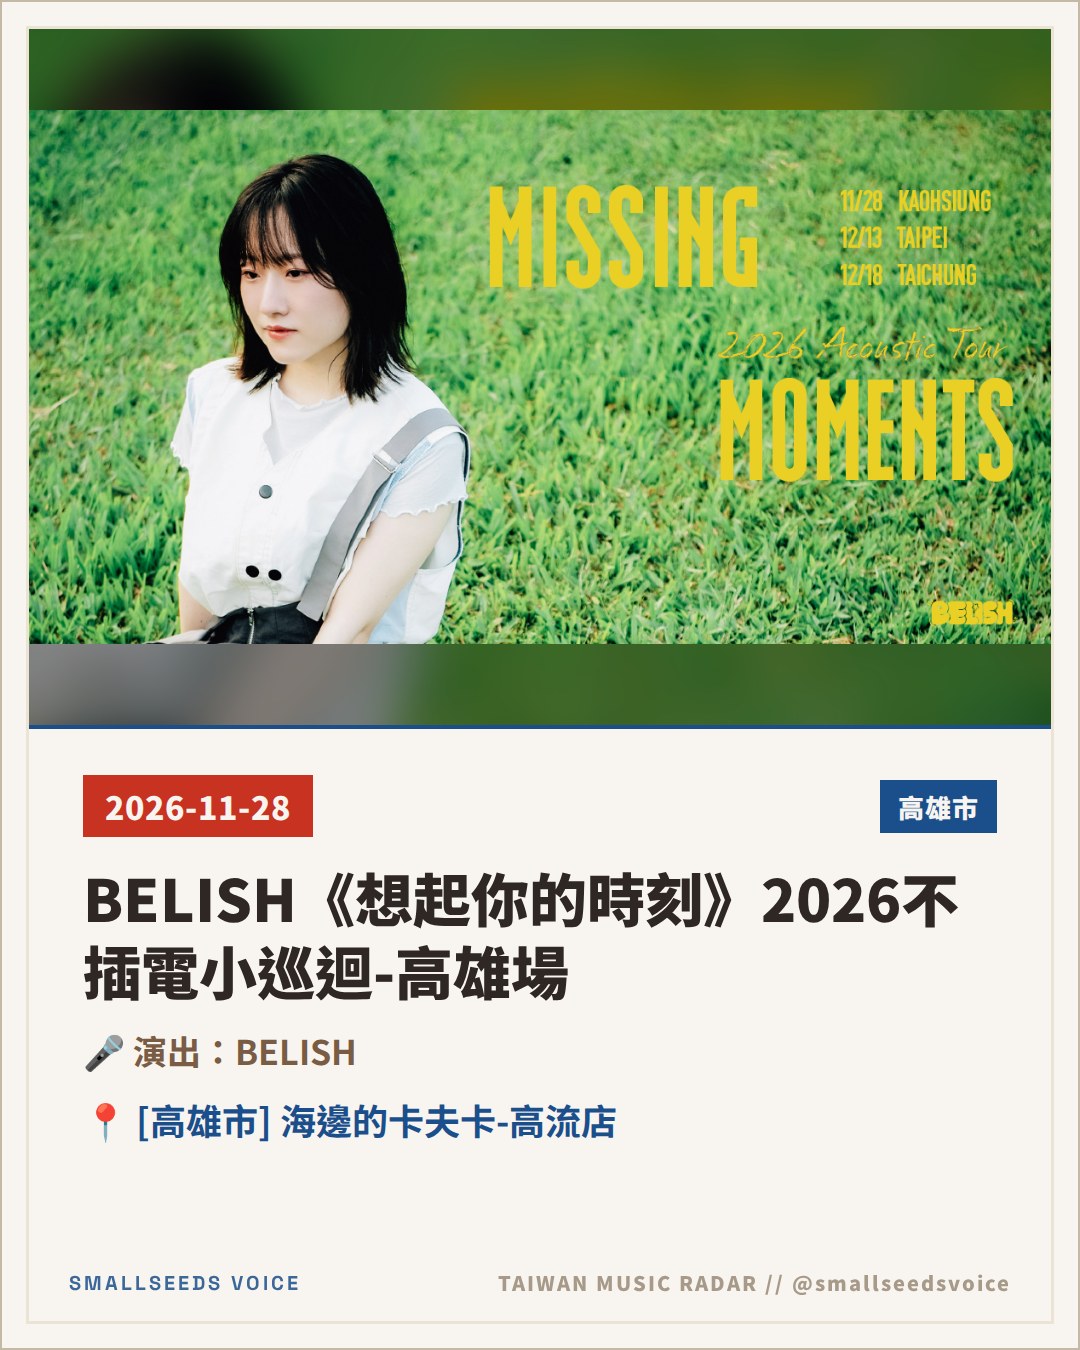 MISSING
11/28 KAOHSIUNG
12/13 TAIPEI
12/18 TAICHUNG
2026 Acoustic Tour
MOMENTS
BELISH
2026-11-28
高雄市
BELISH《想起你的時刻》2026不
插電小巡迴-高雄場
演出：BELISH
[高雄市] 海邊的卡夫卡-高流店
SMALLSEEDS VOICE
TAIWAN MUSIC RADAR // @smallseedsvoice